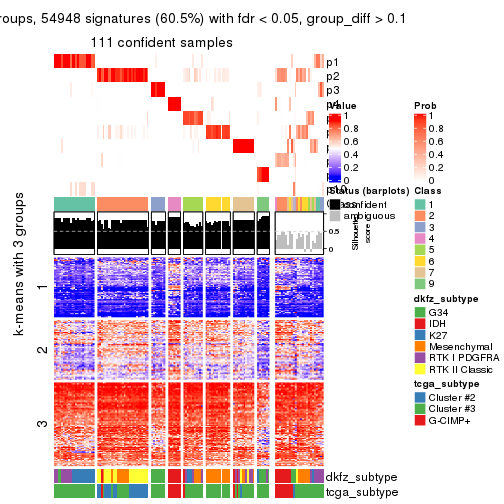 roups, 54948 signatures (60.5%) with fdr < 0.05, group_diff > 0.1
111 confident samples
p1
p2
p3
Value
1
0.8
0.6
0.4
0.2
0
Prob
1
0.8
0.6
0.4
0.2
0
Status (barplots)
confident
ambiguous
Class
1
2
3
4
5
6
7
9
0.5
0
Silhouette
score
k-means with 3 groups
1
2
3
dkfz_subtype
G34
IDH
K27
Mesenchymal
RTK I PDGFRA
RTK II Classic
tcga_subtype
Cluster #2
Cluster #3
G-CIMP+
dkfz_subtype
tcga_subtype